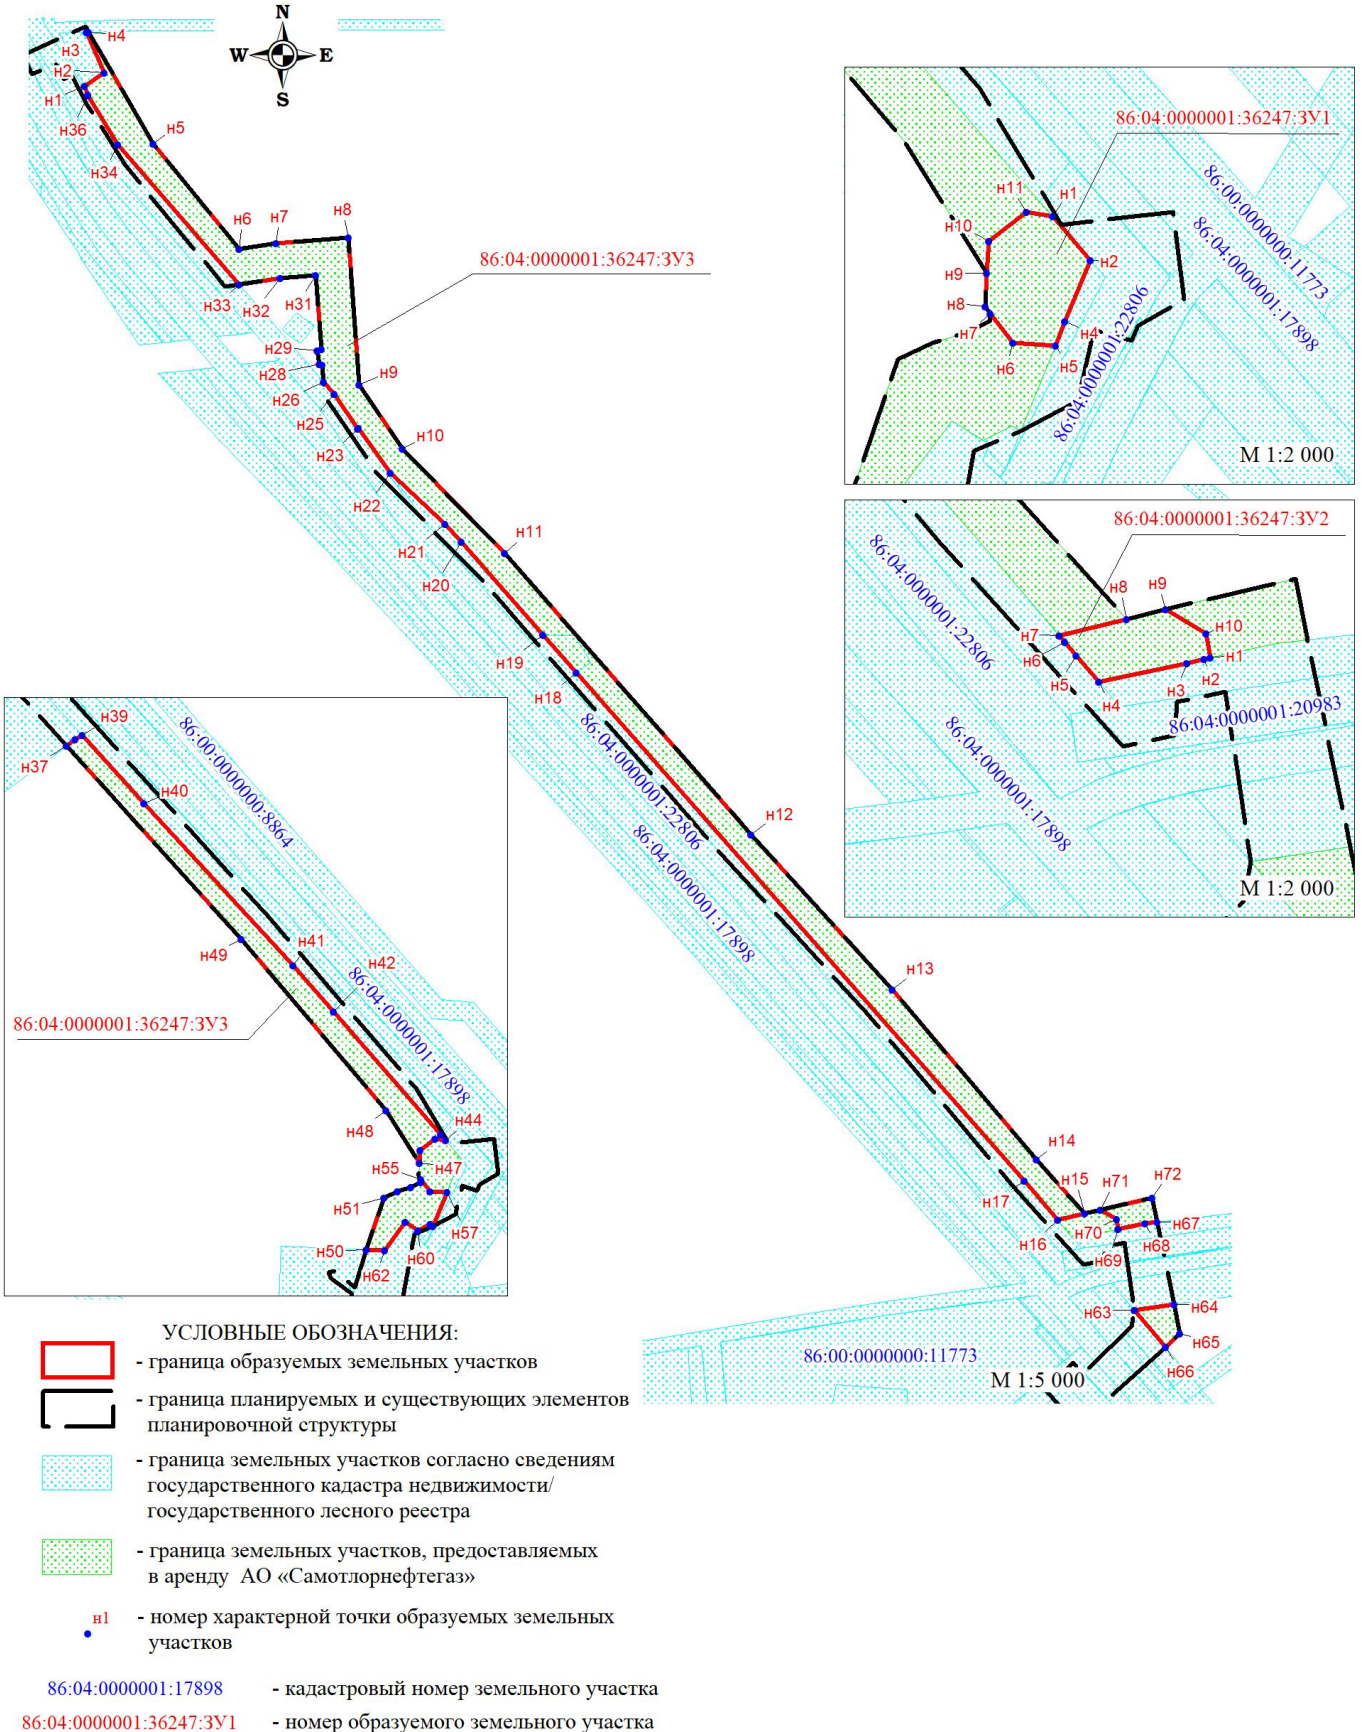 N
W E
S
н4
н3
н2
н1
н36
н5
н34
н6
н7
н8
86:04:0000001:36247:ЗУ3
н33
н32
н31
н29
н28
н26
н9
н25
н23
н10
н22
н21
н11
н20
н19
н18
86:04:0000001:22806
86:04:0000001:17898
н12
н13
н14
н17
н15
н71
н72
н16
н70
н67
н68
н69
н63
н64
н65
н66
86:00:0000000:11773
М 1:5 000
86:04:0000001:36247:ЗУ1
86:00:0000000:11773
86:04:0000001:17898
86:04:0000001:22806
н11
н1
н10
н2
н9
н8
н7
н4
н6
н5
М 1:2 000
86:04:0000001:36247:ЗУ2
86:04:0000001:22806
н8
н9
н7
н10
н6
н1
н5
н2
н3
н4
86:04:0000001:20983
86:04:0000001:17898
М 1:2 000
н39
86:00:0000000:8864
н37
н40
н49
н41
н42
86:04:0000001:36247:ЗУ3
86:04:0000001:17898
н48
н44
н55
н47
н51
н57
н50
н60
н62
УСЛОВНЫЕ ОБОЗНАЧЕНИЯ:
- граница образуемых земельных участков
- граница планируемых и существующих элементов
планировочной структуры
- граница земельных участков согласно сведениям
государственного кадастра недвижимости/
государственного лесного реестра
- граница земельных участков, предоставляемых
в аренду АО «Самотлорнефтегаз»
н1 - номер характерной точки образуемых земельных
участков
86:04:0000001:17898 - кадастровый номер земельного участка
86:04:0000001:36247:ЗУ1 - номер образуемого земельного участка